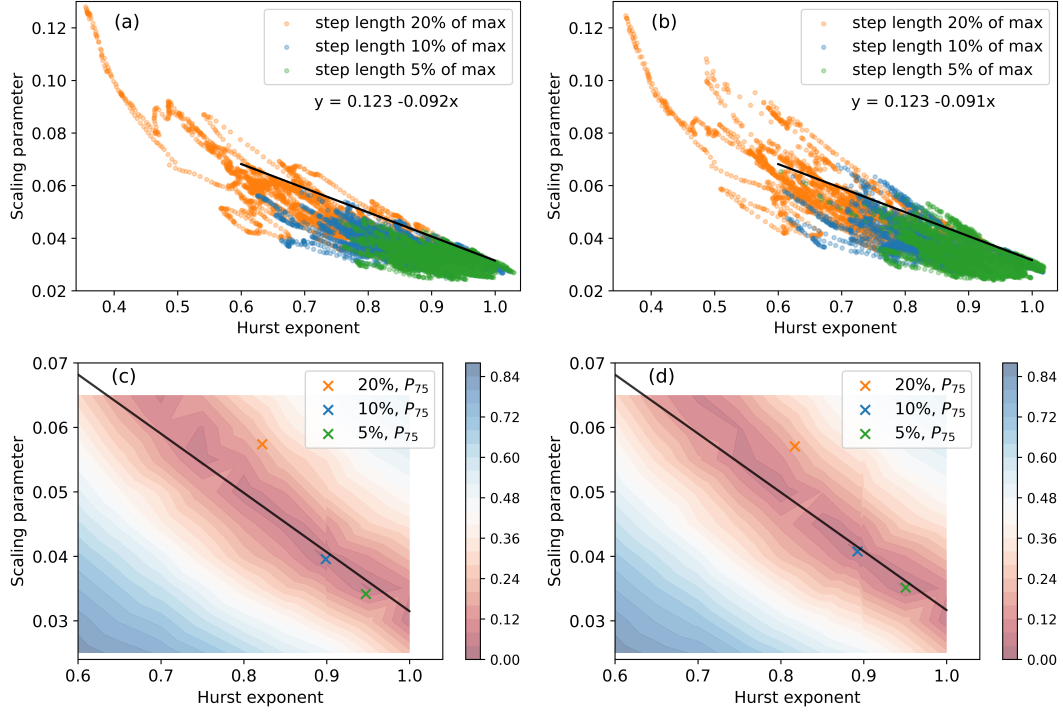 (a)
step length 20% of max
step length 10% of max
step length 5% of max
y = 0.123 -0.092x
0.12
0.10
0.08
0.06
0.04
0.02
Scaling parameter
0.4 0.5 0.6 0.7 0.8 0.9 1.0
Hurst exponent
(b)
step length 20% of max
step length 10% of max
step length 5% of max
y = 0.123 -0.091x
0.12
0.10
0.08
0.06
0.04
0.02
Scaling parameter
0.4 0.5 0.6 0.7 0.8 0.9 1.0
Hurst exponent
(c)
20%, P75
10%, P75
5%, P75
0.07
0.06
0.05
0.04
0.03
Scaling parameter
0.6 0.7 0.8 0.9 1.0
Hurst exponent
0.84
0.72
0.60
0.48
0.36
0.24
0.12
0.00
(d)
20%, P75
10%, P75
5%, P75
0.07
0.06
0.05
0.04
0.03
Scaling parameter
0.6 0.7 0.8 0.9 1.0
Hurst exponent
0.84
0.72
0.60
0.48
0.36
0.24
0.12
0.00